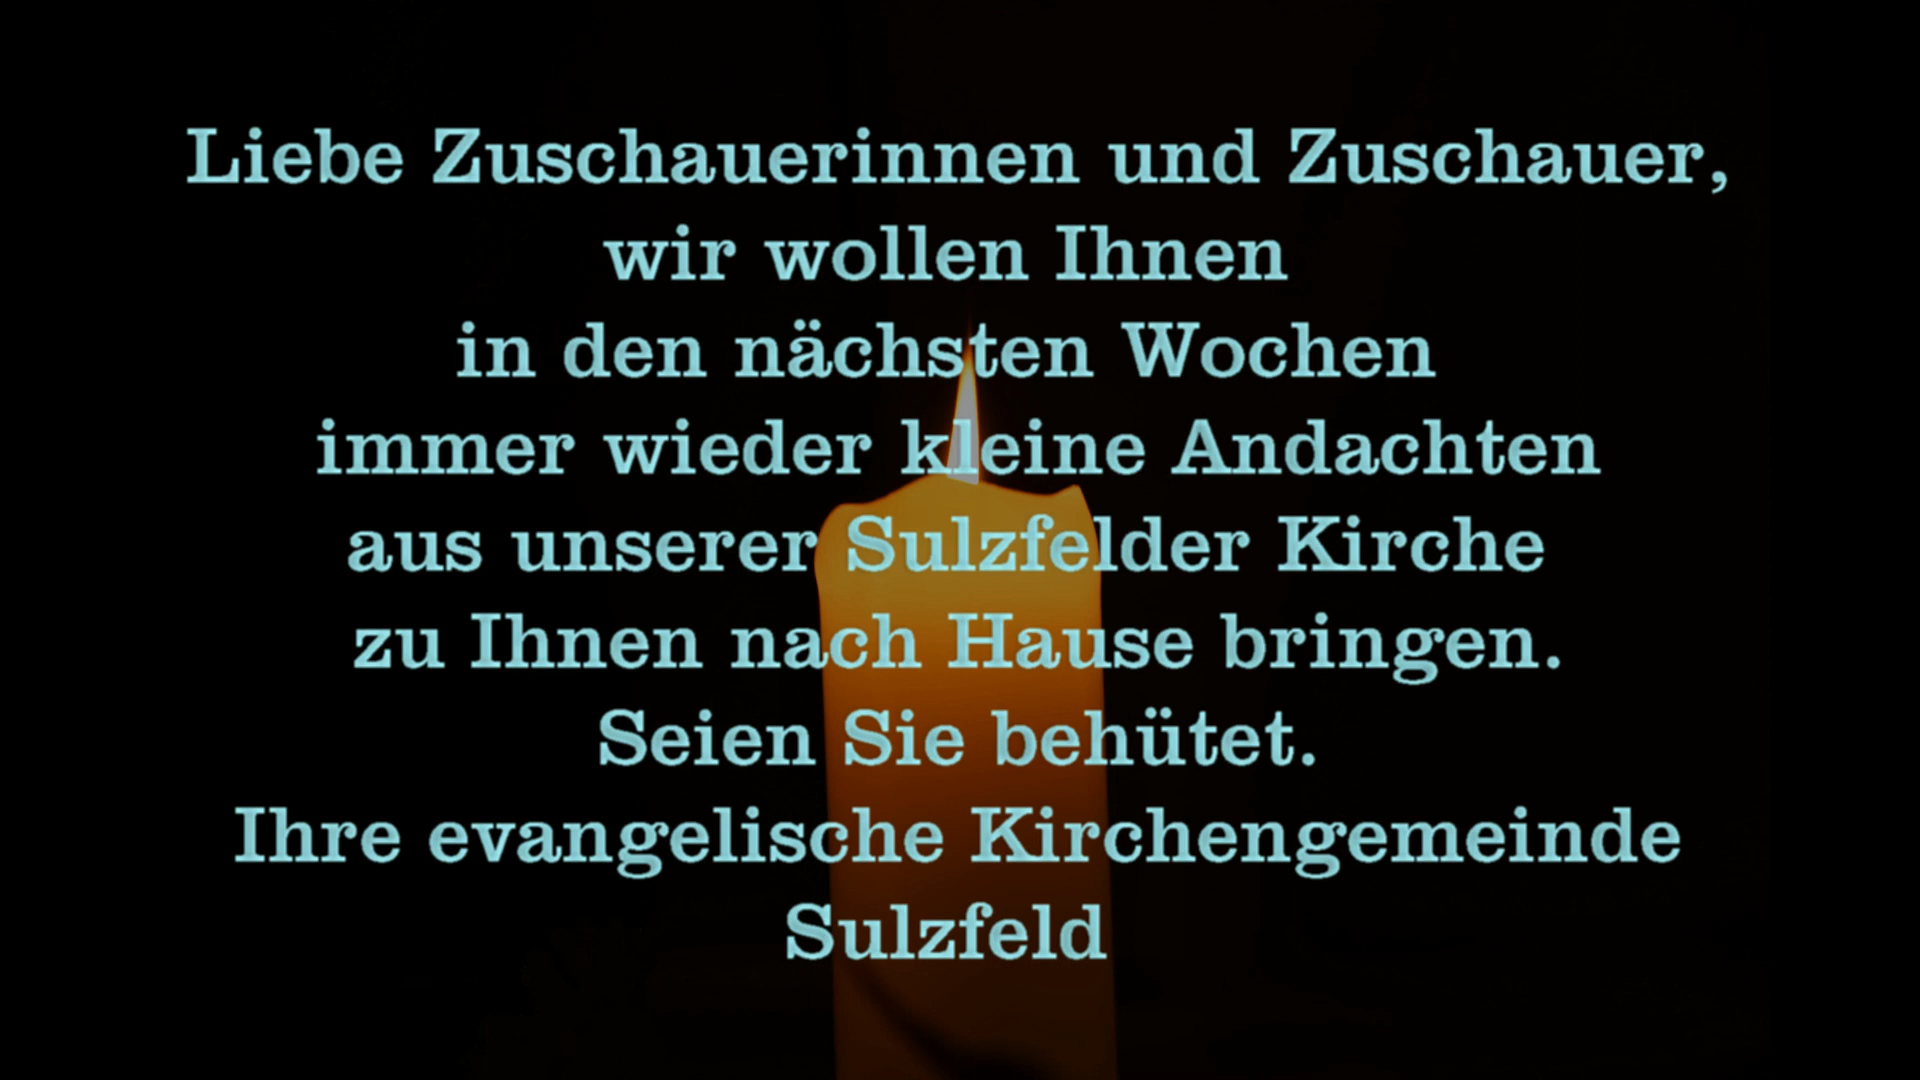 Liebe Zuschauerinnen und Zuschauer,
wir wollen Ihnen
in den nächsten Wochen
immer wieder kleine Andachten
aus unserer Sulzfelder Kirche
zu Ihnen nach Hause bringen.
Seien Sie behütet.
Ihre evangelische Kirchengemeinde
Sulzfeld